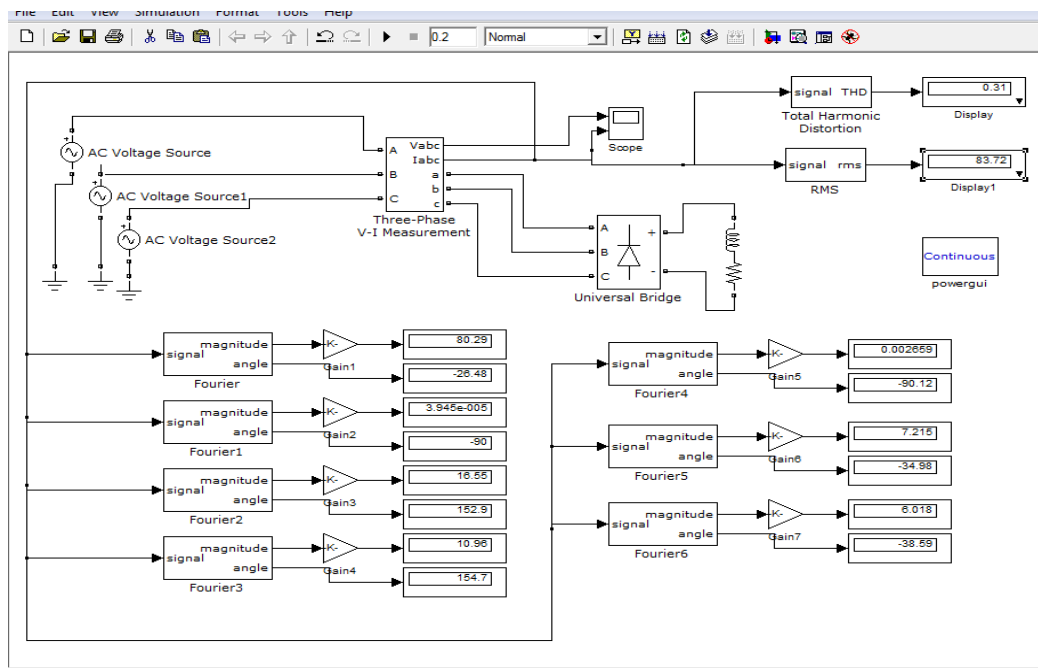 File Edit View Simulation Format Tools Help
0.2 Normal
signal THD
Total Harmonic
Distortion
0.31
Display
Scope
signal rms
RMS
83.72
Display1
AC Voltage Source
AC Voltage Source1
AC Voltage Source2
A Vabc
Iabc
B a
b
C c
Three-Phase
V-I Measurement
A +
B
C -
Universal Bridge
Continuous
powergui
signal magnitude angle
Fourier
K-
Gain1
80.29
-26.48
signal magnitude angle
Fourier1
K-
Gain2
3.945e-005
-90
signal magnitude angle
Fourier2
K-
Gain3
16.55
152.9
signal magnitude angle
Fourier3
K-
Gain4
10.96
154.7
signal magnitude angle
Fourier4
K-
Gain5
0.002659
-90.12
signal magnitude angle
Fourier5
K-
Gain6
7.215
-34.98
signal magnitude angle
Fourier6
K-
Gain7
6.018
-38.59